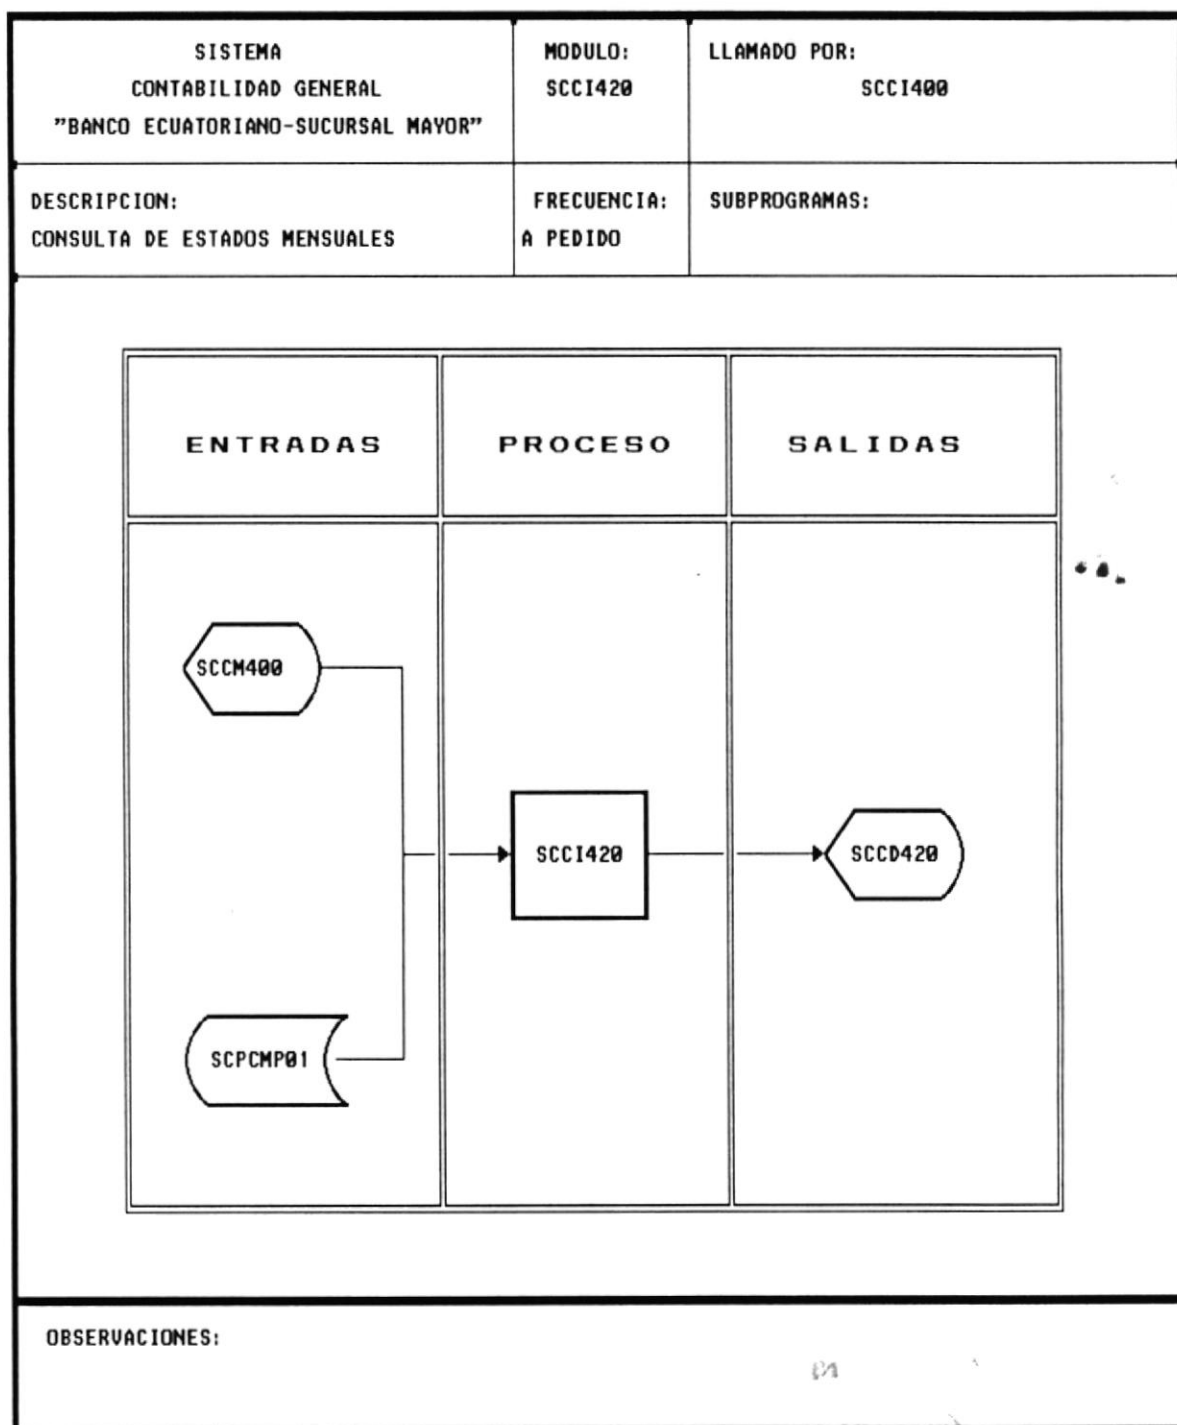 SISTEMA
CONTABILIDAD GENERAL
"BANCO ECUATORIANO-SUCURSAL MAYOR"
MODULO:
SCCI420
LLAMADO POR:
SCCI400
DESCRIPCION:
CONSULTA DE ESTADOS MENSUALES
FRECUENCIA:
A PEDIDO
SUBPROGRAMAS:
ENTRADAS
PROCESO
SALIDAS
SCCM400
SCCI420
SCCD420
SCPCMP01
OBSERVACIONES: